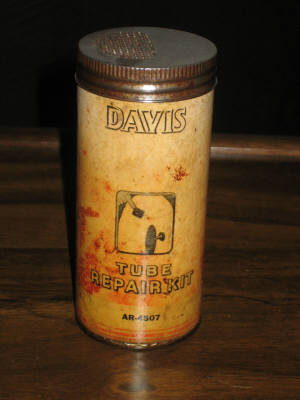 DAVIS
TUBE
REPAIR KIT
AR-4507